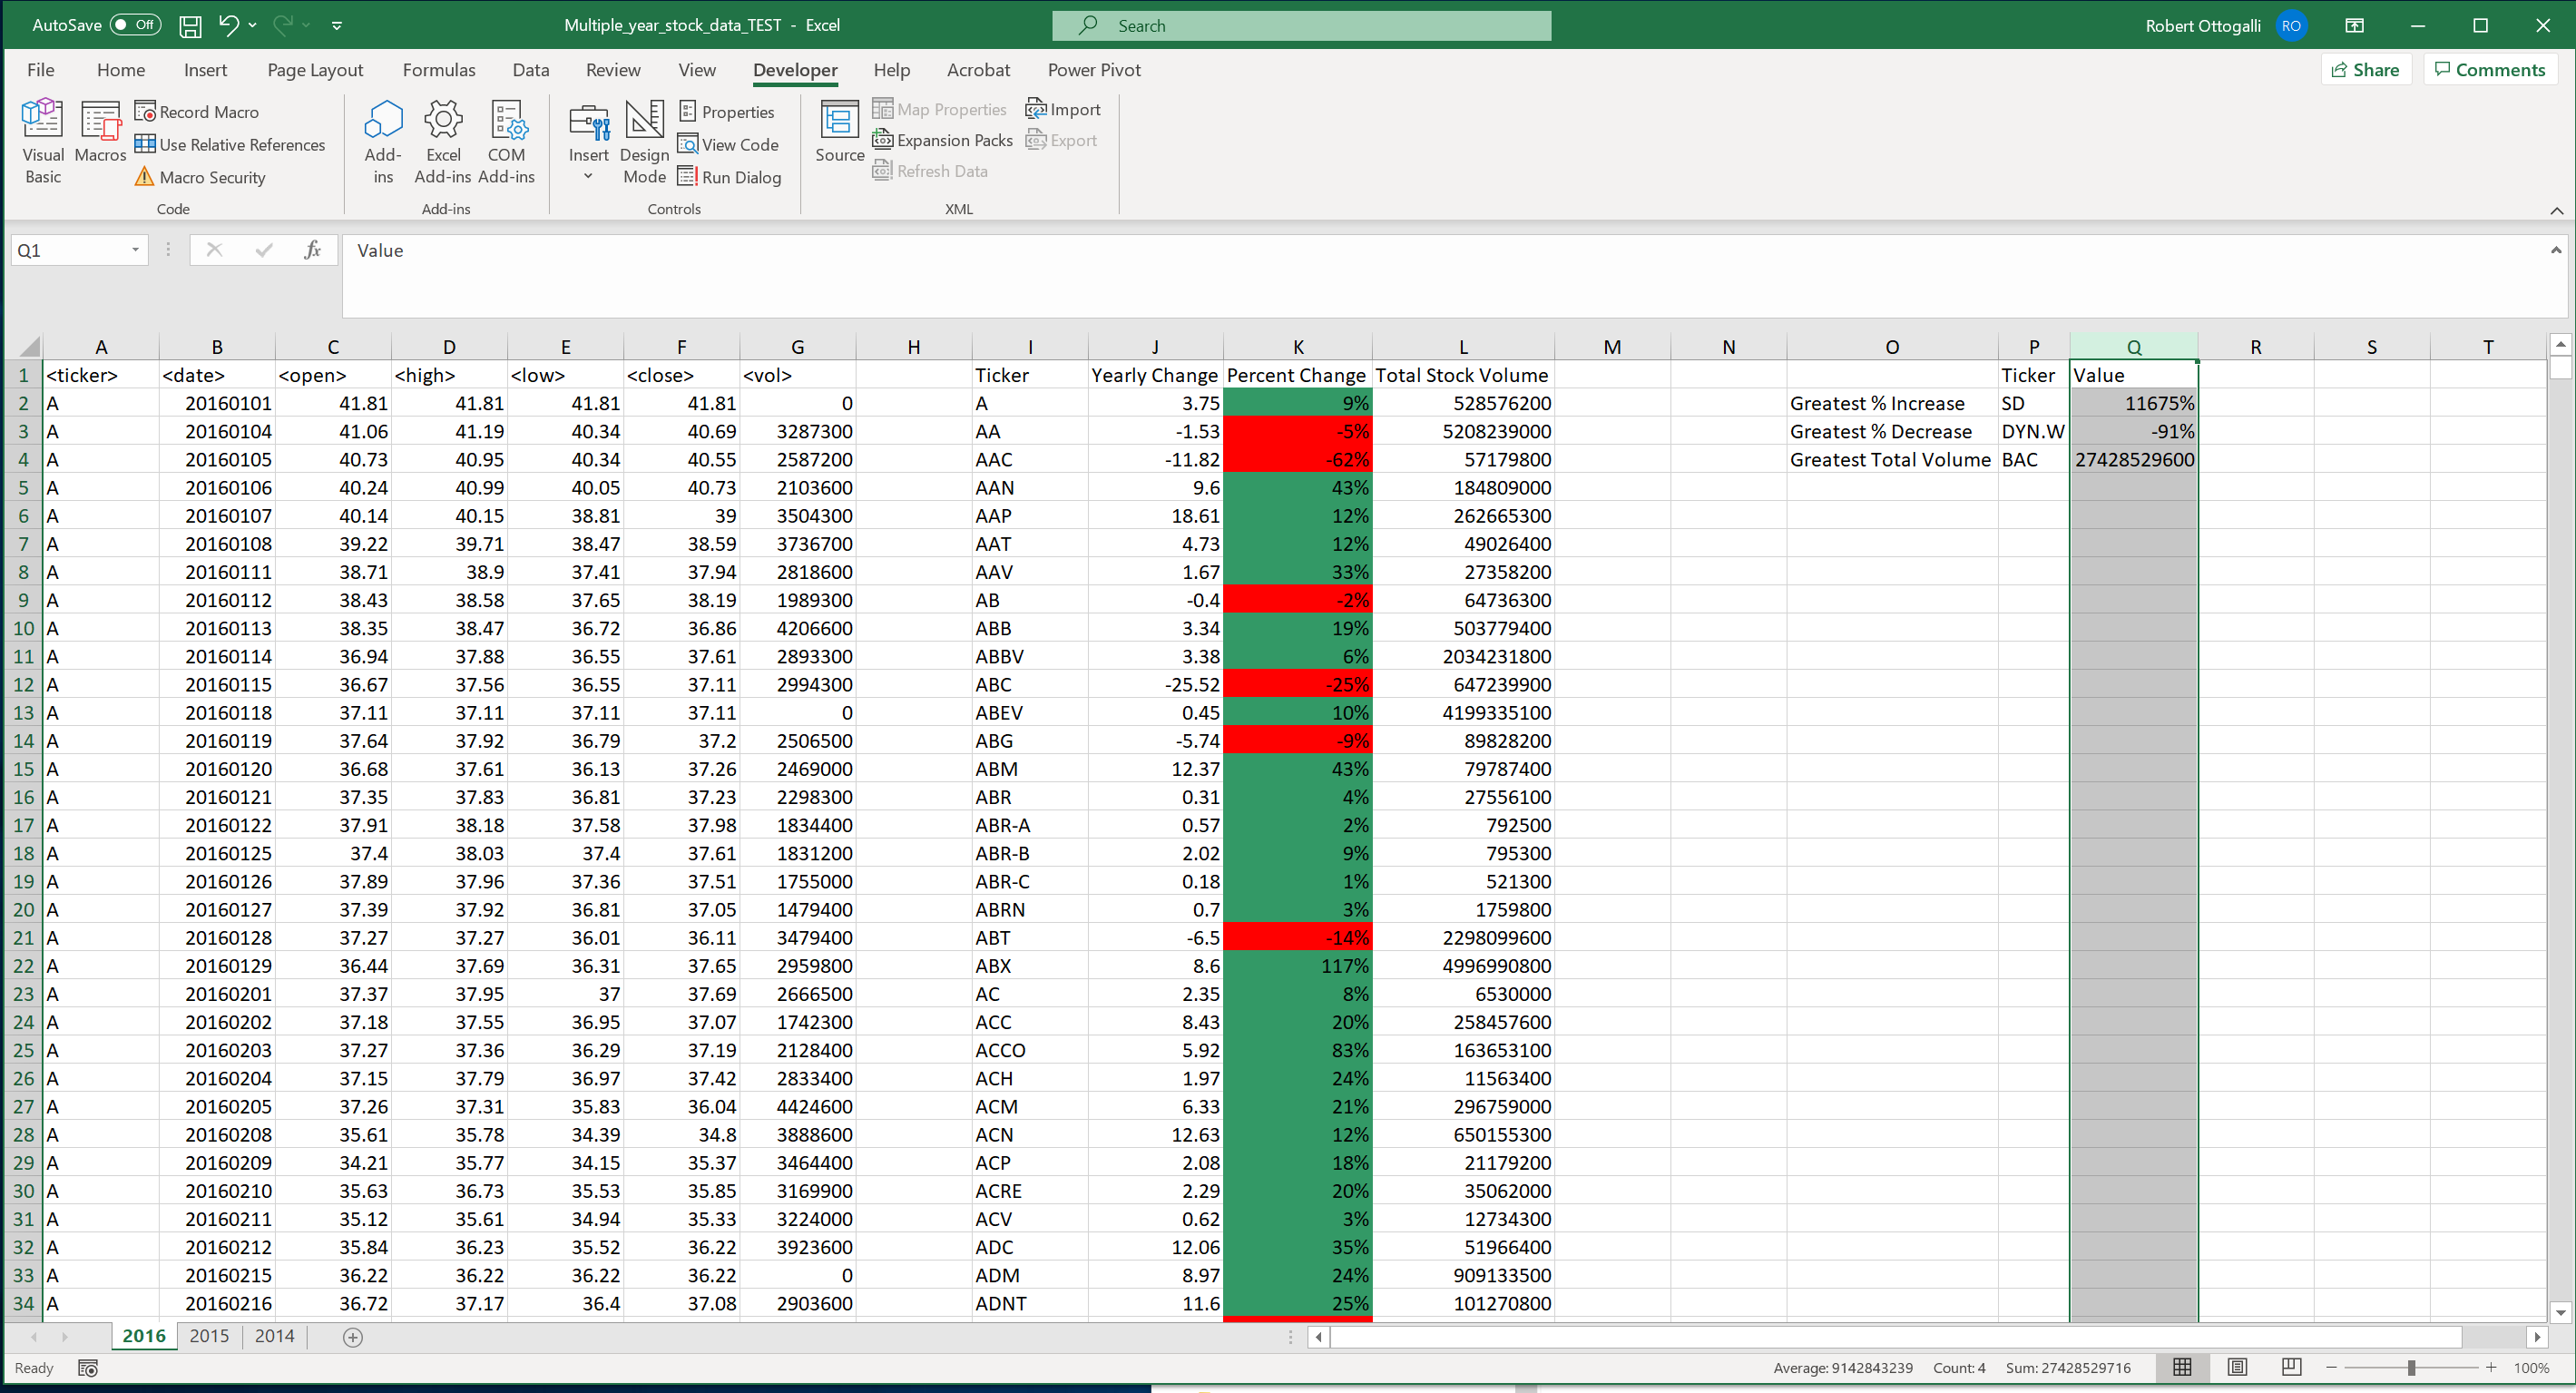 AutoSave Off Multiple_year_stock_data_TEST - Excel Search Robert Ottogalli RO
File Home Insert Page Layout Formulas Data Review View Developer Help Acrobat Power Pivot Share Comments
Visual Basic Macros Record Macro Use Relative References Macro Security Add-ins Excel Add-ins COM Add-ins Insert Design Mode Properties View Code Run Dialog Source Map Properties Expansion Packs Refresh Data Import Export
Code Add-ins Controls XML
Q1 fx Value
A B C D E F G H I J K L M N O P Q R S T
1 <ticker> <date> <open> <high> <low> <close> <vol> Ticker Yearly Change Percent Change Total Stock Volume Ticker Value
2 A 20160101 41.81 41.81 41.81 41.81 0 A 3.75 9% 528576200 Greatest % Increase SD 11675%
3 A 20160104 41.06 41.19 40.34 40.69 3287300 AA -1.53 -5% 5208239000 Greatest % Decrease DYN.W -91%
4 A 20160105 40.73 40.95 40.34 40.55 2587200 AAC -11.82 -62% 57179800 Greatest Total Volume BAC 27428529600
5 A 20160106 40.24 40.99 40.05 40.73 2103600 AAN 9.6 43% 184809000
6 A 20160107 40.14 40.15 38.81 39 3504300 AAP 18.61 12% 262665300
7 A 20160108 39.22 39.71 38.47 38.59 3736700 AAT 4.73 12% 49026400
8 A 20160111 38.71 38.9 37.41 37.94 2818600 AAV 1.67 33% 27358200
9 A 20160112 38.43 38.58 37.65 38.19 1989300 AB -0.4 -2% 64736300
10 A 20160113 38.35 38.47 36.72 36.86 4206600 ABB 3.34 19% 503779400
11 A 20160114 36.94 37.88 36.55 37.61 2893300 ABBV 3.38 6% 2034231800
12 A 20160115 36.67 37.56 36.55 37.11 2994300 ABC -25.52 -25% 647239900
13 A 20160118 37.11 37.11 37.11 37.11 0 ABEV 0.45 10% 4199335100
14 A 20160119 37.64 37.92 36.79 37.2 2506500 ABG -5.74 -9% 89828200
15 A 20160120 36.68 37.61 36.13 37.26 2469000 ABM 12.37 43% 79787400
16 A 20160121 37.35 37.83 36.81 37.23 2298300 ABR 0.31 4% 27556100
17 A 20160122 37.91 38.18 37.58 37.98 1834400 ABR-A 0.57 2% 792500
18 A 20160125 37.4 38.03 37.4 37.61 1831200 ABR-B 2.02 9% 795300
19 A 20160126 37.89 37.96 37.36 37.51 1755000 ABR-C 0.18 1% 521300
20 A 20160127 37.39 37.92 36.81 37.05 1479400 ABRN 0.7 3% 1759800
21 A 20160128 37.27 37.27 36.01 36.11 3479400 ABT -6.5 -14% 2298099600
22 A 20160129 36.44 37.69 36.31 37.65 2959800 ABX 8.6 117% 4996990800
23 A 20160201 37.37 37.95 37 37.69 2666500 AC 2.35 8% 6530000
24 A 20160202 37.18 37.55 36.95 37.07 1742300 ACC 8.43 20% 258457600
25 A 20160203 37.27 37.36 36.29 37.19 2128400 ACCO 5.92 83% 163653100
26 A 20160204 37.15 37.79 36.97 37.42 2833400 ACH 1.97 24% 11563400
27 A 20160205 37.26 37.31 35.83 36.04 4424600 ACM 6.33 21% 296759000
28 A 20160208 35.61 35.78 34.39 34.8 3888600 ACN 12.63 12% 650155300
29 A 20160209 34.21 35.77 34.15 35.37 3464400 ACP 2.08 18% 21179200
30 A 20160210 35.63 36.73 35.53 35.85 3169900 ACRE 2.29 20% 35062000
31 A 20160211 35.12 35.61 34.94 35.33 3224000 ACV 0.62 3% 12734300
32 A 20160212 35.84 36.23 35.52 36.22 3923600 ADC 12.06 35% 51966400
33 A 20160215 36.22 36.22 36.22 36.22 0 ADM 8.97 24% 909133500
34 A 20160216 36.72 37.17 36.4 37.08 2903600 ADNT 11.6 25% 101270800
2016 2015 2014
Ready Average: 9142843239 Count: 4 Sum: 27428529716 100%